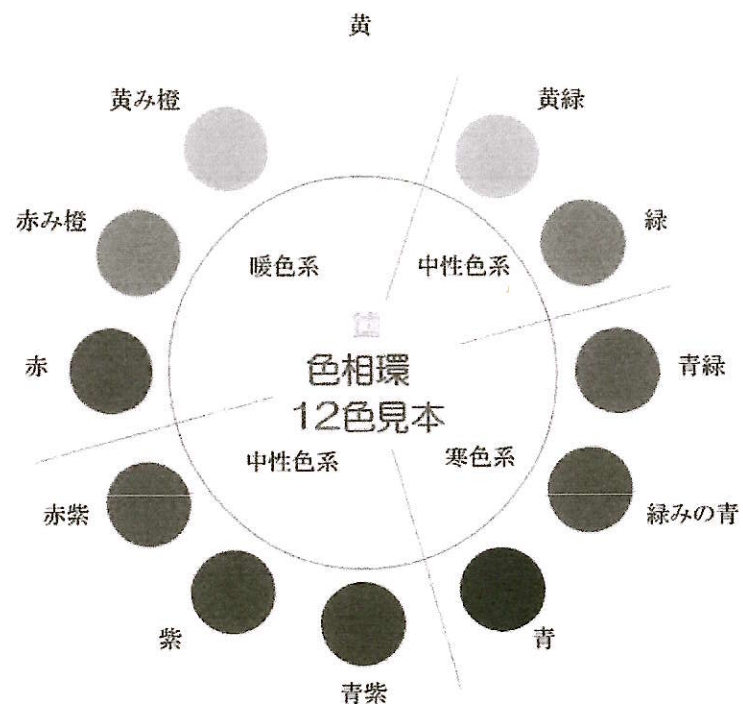 黄
黄み橙
黄緑
赤み橙
緑
暖色系
中性色系
色相環
12色見本
赤
青緑
中性色系
寒色系
赤紫
緑みの青
紫
青
青紫